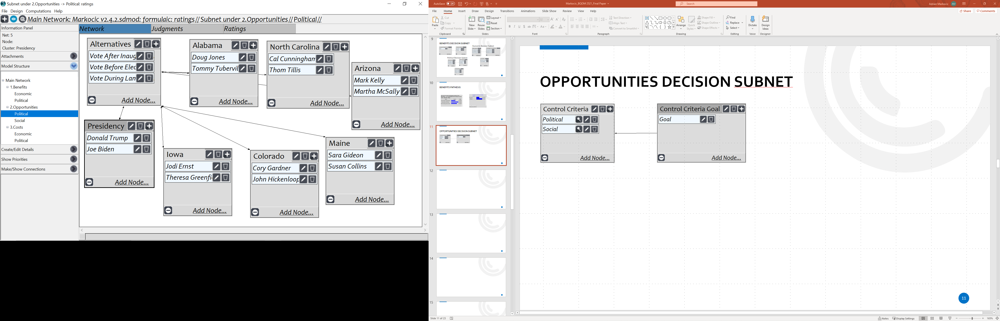 Subnet under 2.Opportunities -> Political: ratings
File Design Computations Help
Main Network: Markocic v2.4.2.sdmod: formulaic: ratings//Subnet under 2.Opportunities//Political//
Information Panel
Net: 5
Node:
Cluster: Presidency
Attachments
Model Structure
Main Network
1.Benefits
Economic
Political
2.Opportunities
Political
Social
3.Costs
Economic
Political
Create/Edit Details
Show Priorities
Make/Show Connections
Network Judgments Ratings
Alternatives
Vote After Inaug
Vote Before Elec
Vote During Lam
Add Node...
Alabama
Doug Jones
Tommy Tubervil
Add Node...
North Carolina
Cal Cunningham
Thom Tillis
Add Node...
Arizona
Mark Kelly
Martha McSally
Add Node...
Presidency
Donald Trump
Joe Biden
Add Node...
Iowa
Jodi Ernst
Theresa Greenfi
Add Node...
Colorado
Cory Gardner
John Hickenloop
Add Node...
Maine
Sara Gideon
Susan Collins
Add Node...
AutoSave Off
Markocic_BQOM 2521_Final Paper
Search
Adrian Markocic AM
File Home Insert Draw Design Transitions Animations Slide Show Review View Help
Share Comments
Paste
Cut
Copy
Format Painter
Clipboard
New Slides
Reuse Slides
Layout
Reset
Section
Slides
32
Font
Text Direction
Align Text
Convert to SmartArt
Paragraph
Arrange
Quick Styles
Shape Fill
Shape Outline
Shape Effects
Drawing
Find
Replace
Select
Editing
Dictate
Voice
Design Ideas
Designer
9
BENEFITS DECISION SUBNET
Economic Decision Subnet
Political Decision Subnet
10
BENEFITS YNTHESIS
11
OPPORTUNITIES DECISION SUBNET
12
13
14
15
OPPORTUNITIES DECISION SUBNET
Control Criteria
Political
Social
Add Node...
Control Criteria Goal
Goal
Add Node...
11
Slide 11 of 23
Notes
Display Settings
165%